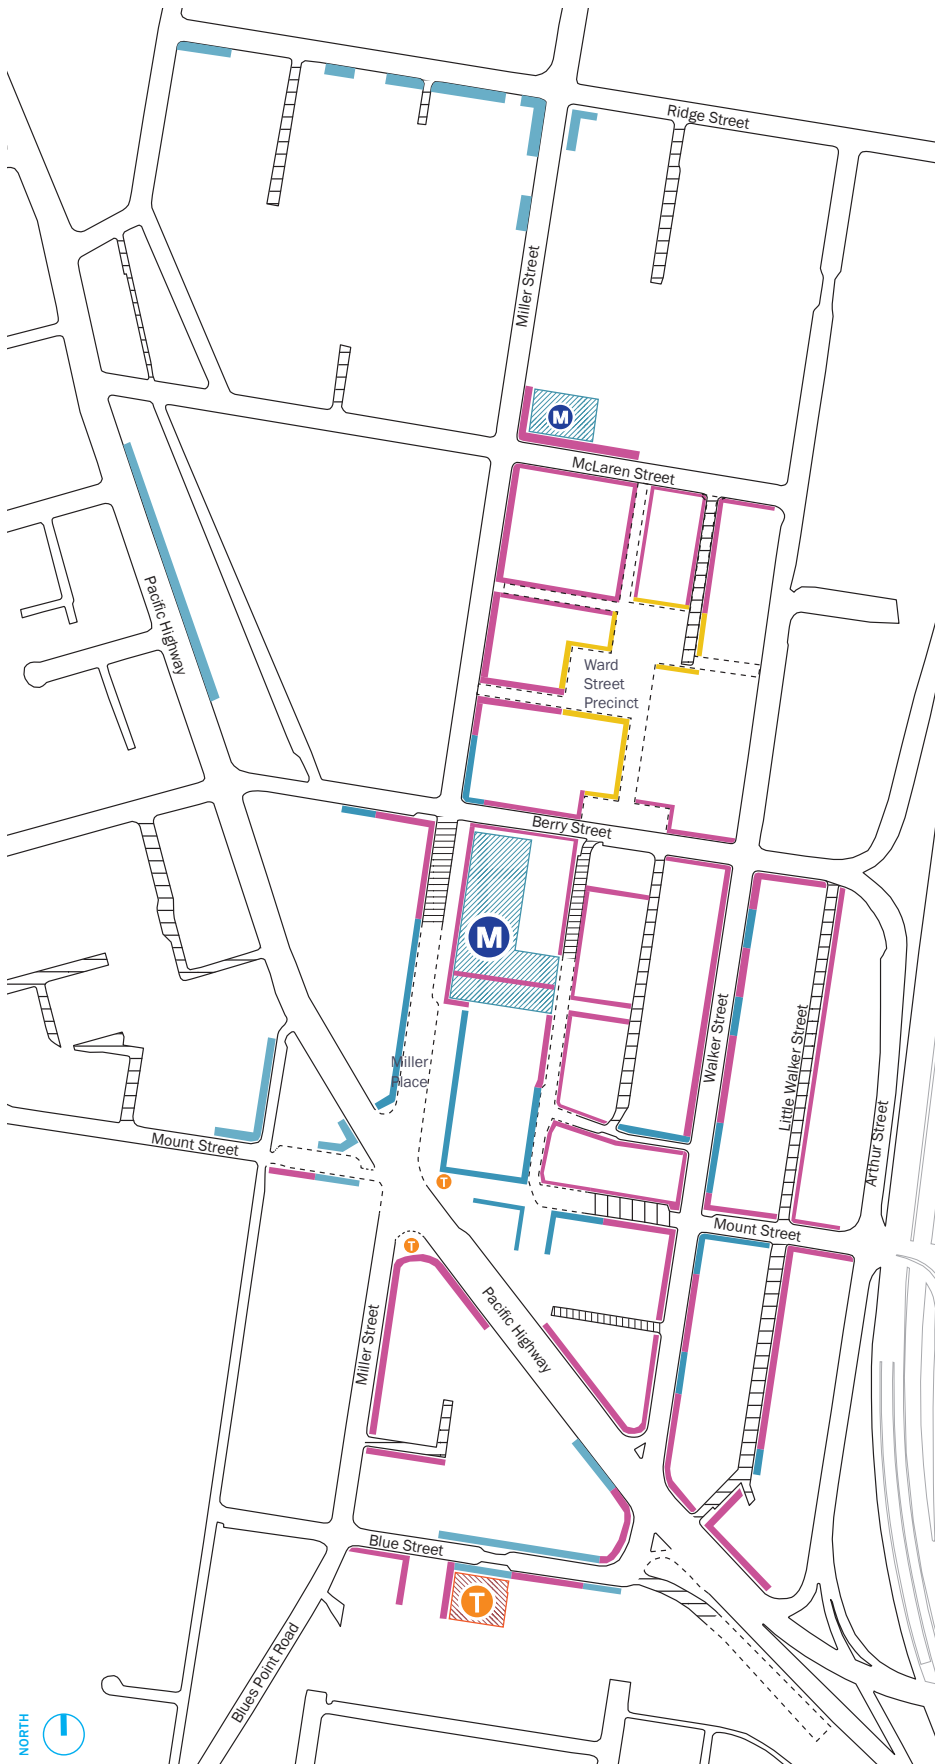 Ridge Street
Miller Street
M
McLaren Street
Pacific Highway
Ward
Street
Precinct
Berry Street
M
Walker Street
Little Walker Street
Miller
Place
Arthur Street
Mount Street
T
Mount Street
T
Pacific Highway
Miller Street
Blue Street
T
Blues Point Road
NORTH